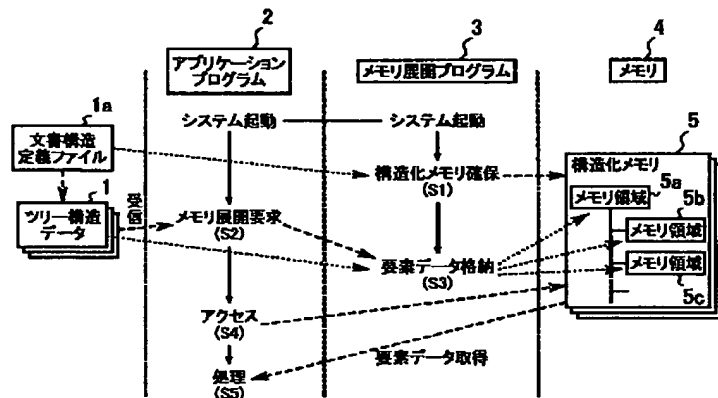 2
3
4
アプリケーション
プログラム
メモリ展開プログラム
メモリ
1a
システム起動
システム起動
5
文書構造
定義ファイル
構造化メモリ確保
(S1)
構造化メモリ
メモリ領域
5a
1
ツリー構造
データ
受信
メモリ展開要求
(S2)
5b
メモリ領域
要素データ格納
(S3)
メモリ領域
5c
アクセス
(S4)
要素データ取得
処理
(S5)